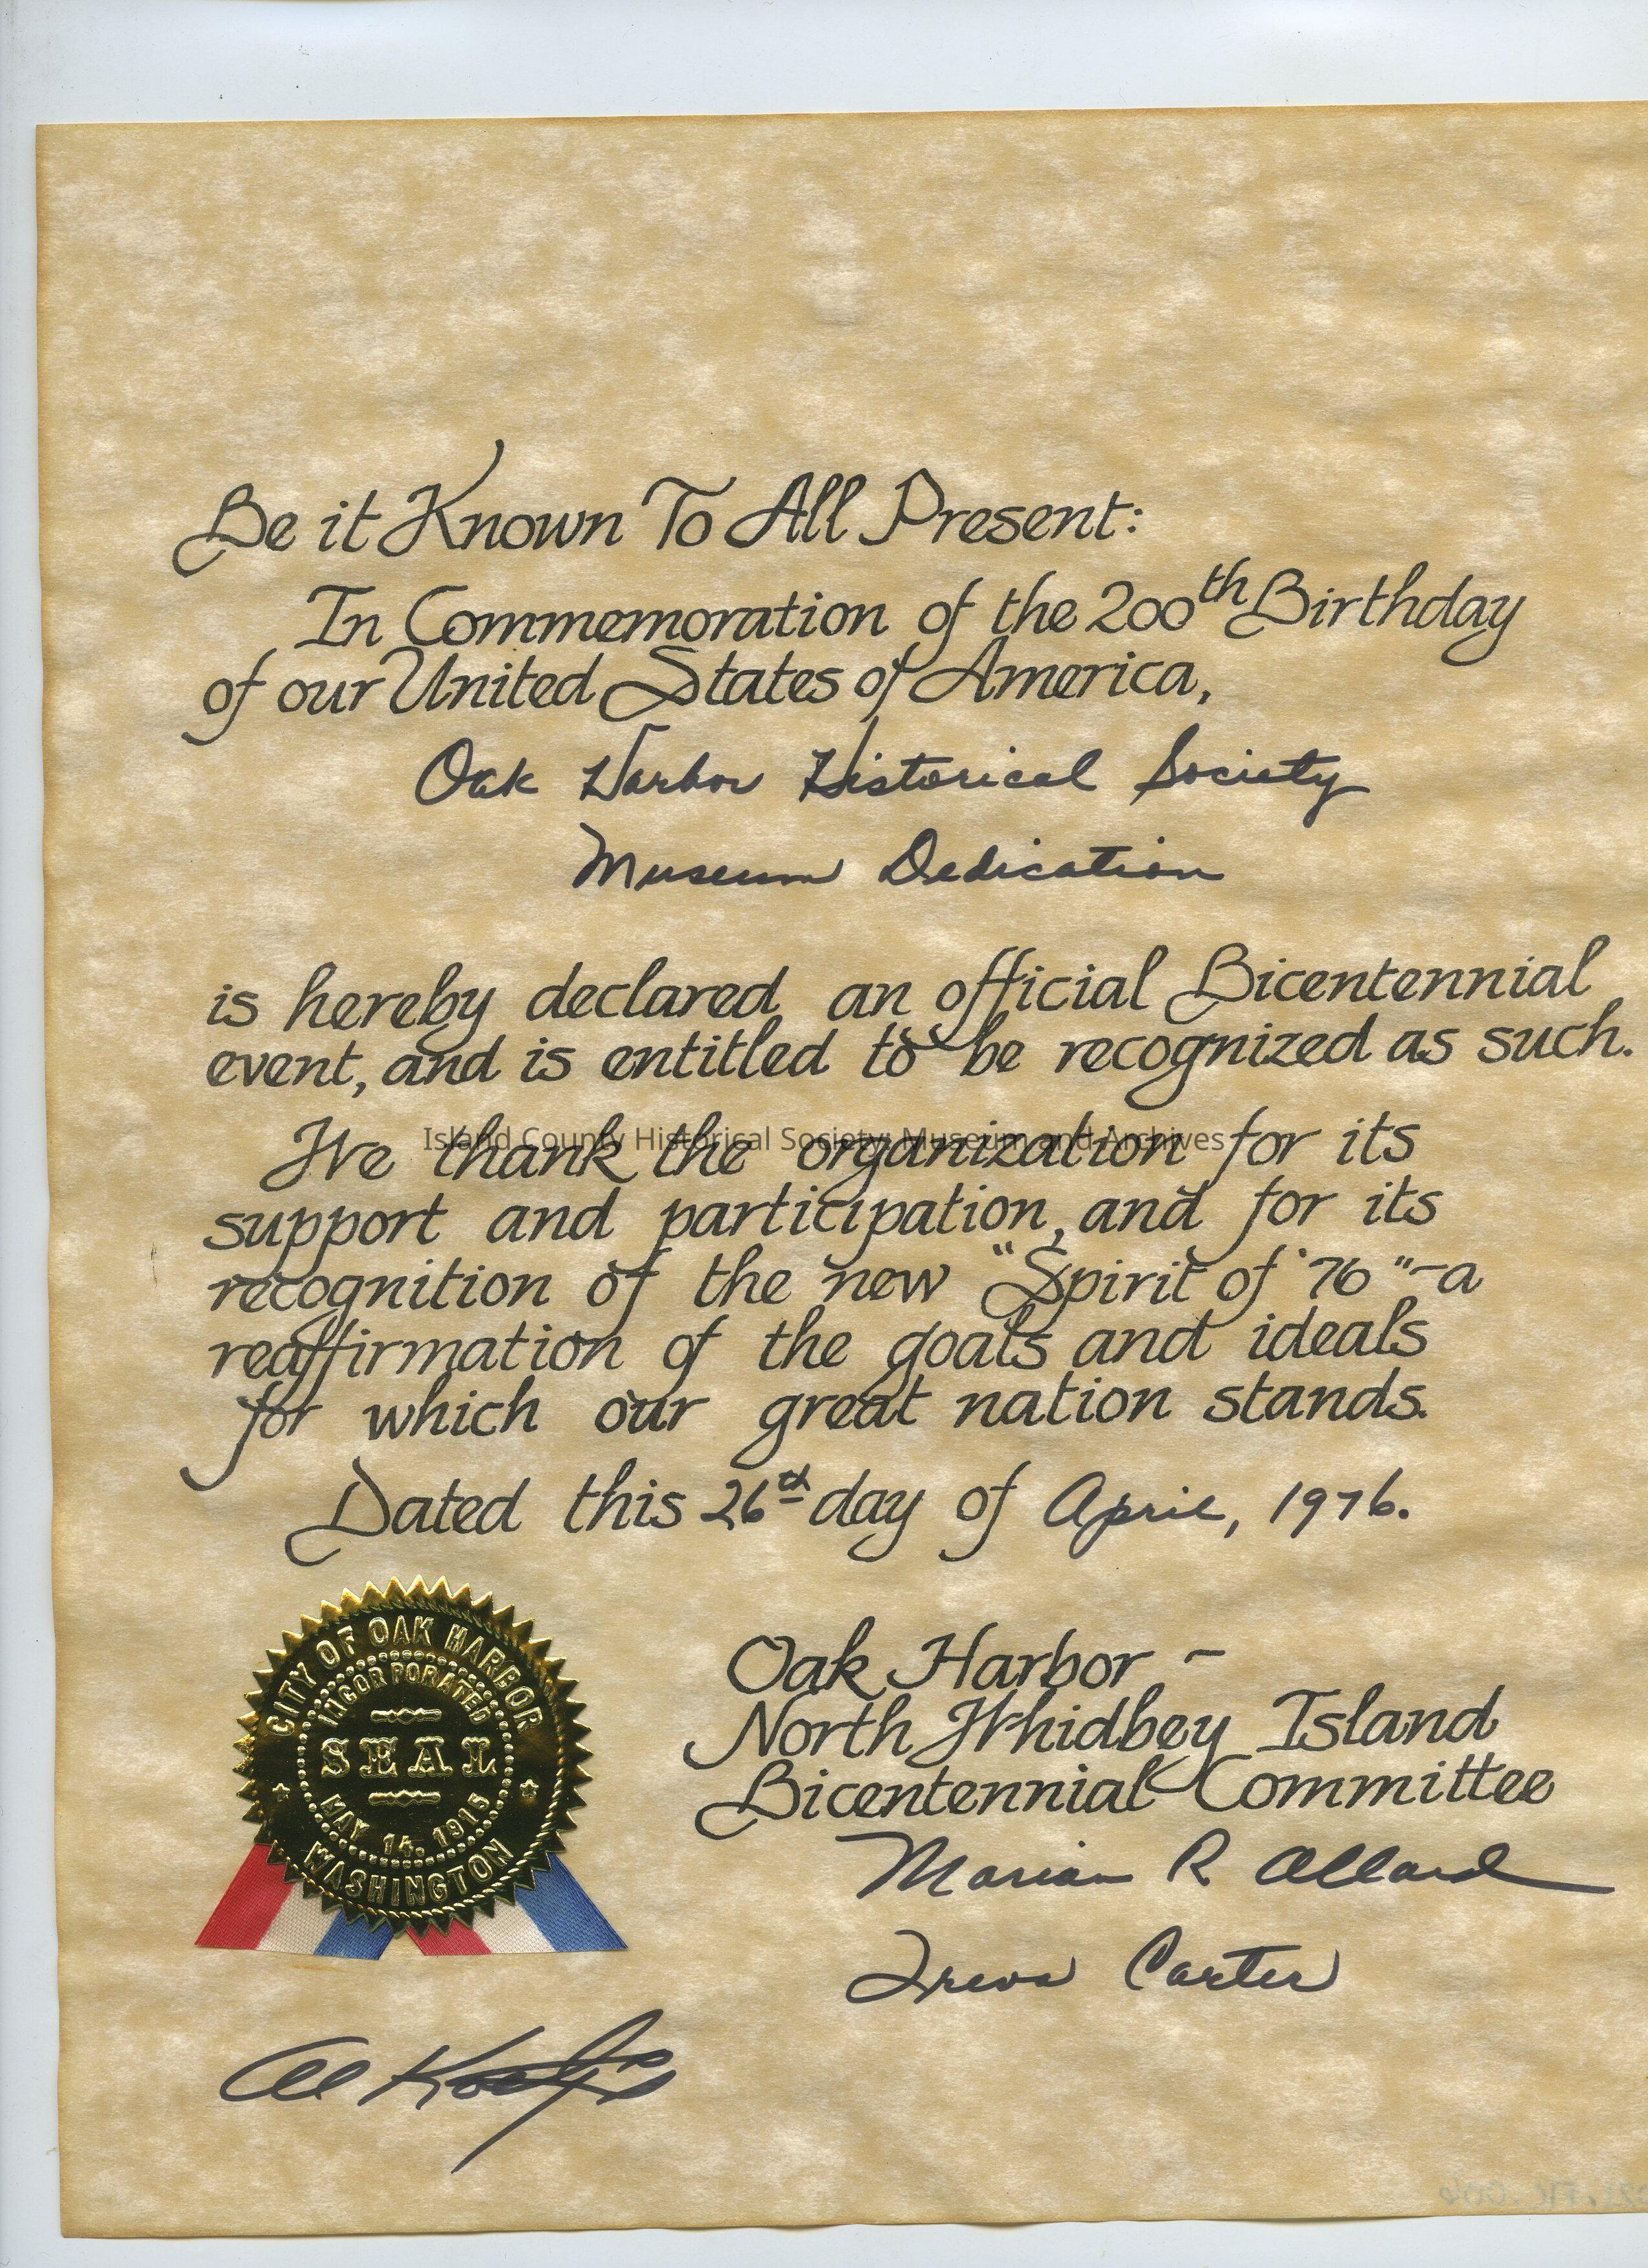 Be it Known To All Present:
In Commemoration of the 200th Birthday
of our United States of America,
Oak Harbor Historical Society
Museum Dedication
is hereby declared an official Bicentennial
event, and is entitled to be recognized as such.
Island County Historical Society: Museum and Archives
We thank the organization for its
support and participation, and for its
recognition of the new "Spirit of '76" - a
reaffirmation of the goals and ideals
for which our great nation stands.
Dated this 26th day of April, 1976.
CITY OF OAK HARBOR
INCORPORATED
SEAL
MAY 14, 1915
WASHINGTON
Oak Harbor -
North Whidbey Island
Bicentennial Committee
Marian R Allard
Treva Carter
Al